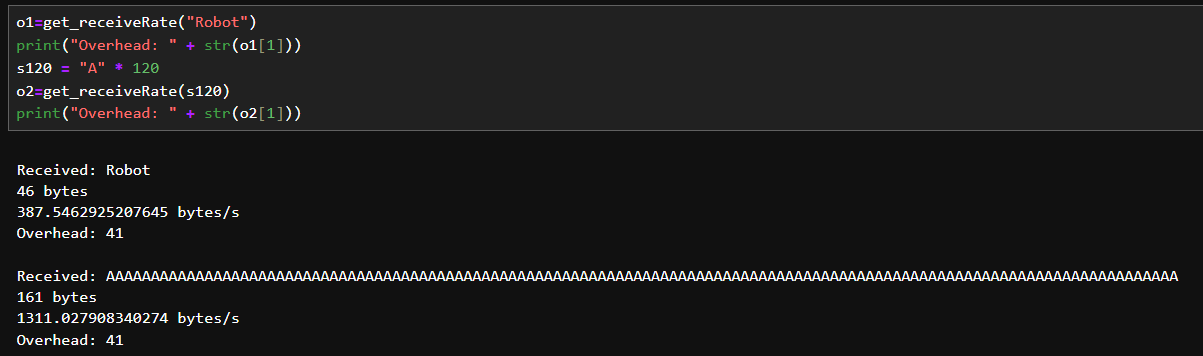 o1=get_receiveRate("Robot")
print("Overhead: " + str(o1[1]))
s120 = "A" * 120
o2=get_receiveRate(s120)
print("Overhead: " + str(o2[1]))
Received: Robot
46 bytes
387.5462925207645 bytes/s
Overhead: 41
Received: AAAAAAAAAAAAAAAAAAAAAAAAAAAAAAAAAAAAAAAAAAAAAAAAAAAAAAAAAAAAAAAAAAAAAAAAAAAAAAAAAAAAAAAAAAAAAAAAAAAAAAAAAAAAAAAAAAAAAAAA
161 bytes
1311.027908340274 bytes/s
Overhead: 41